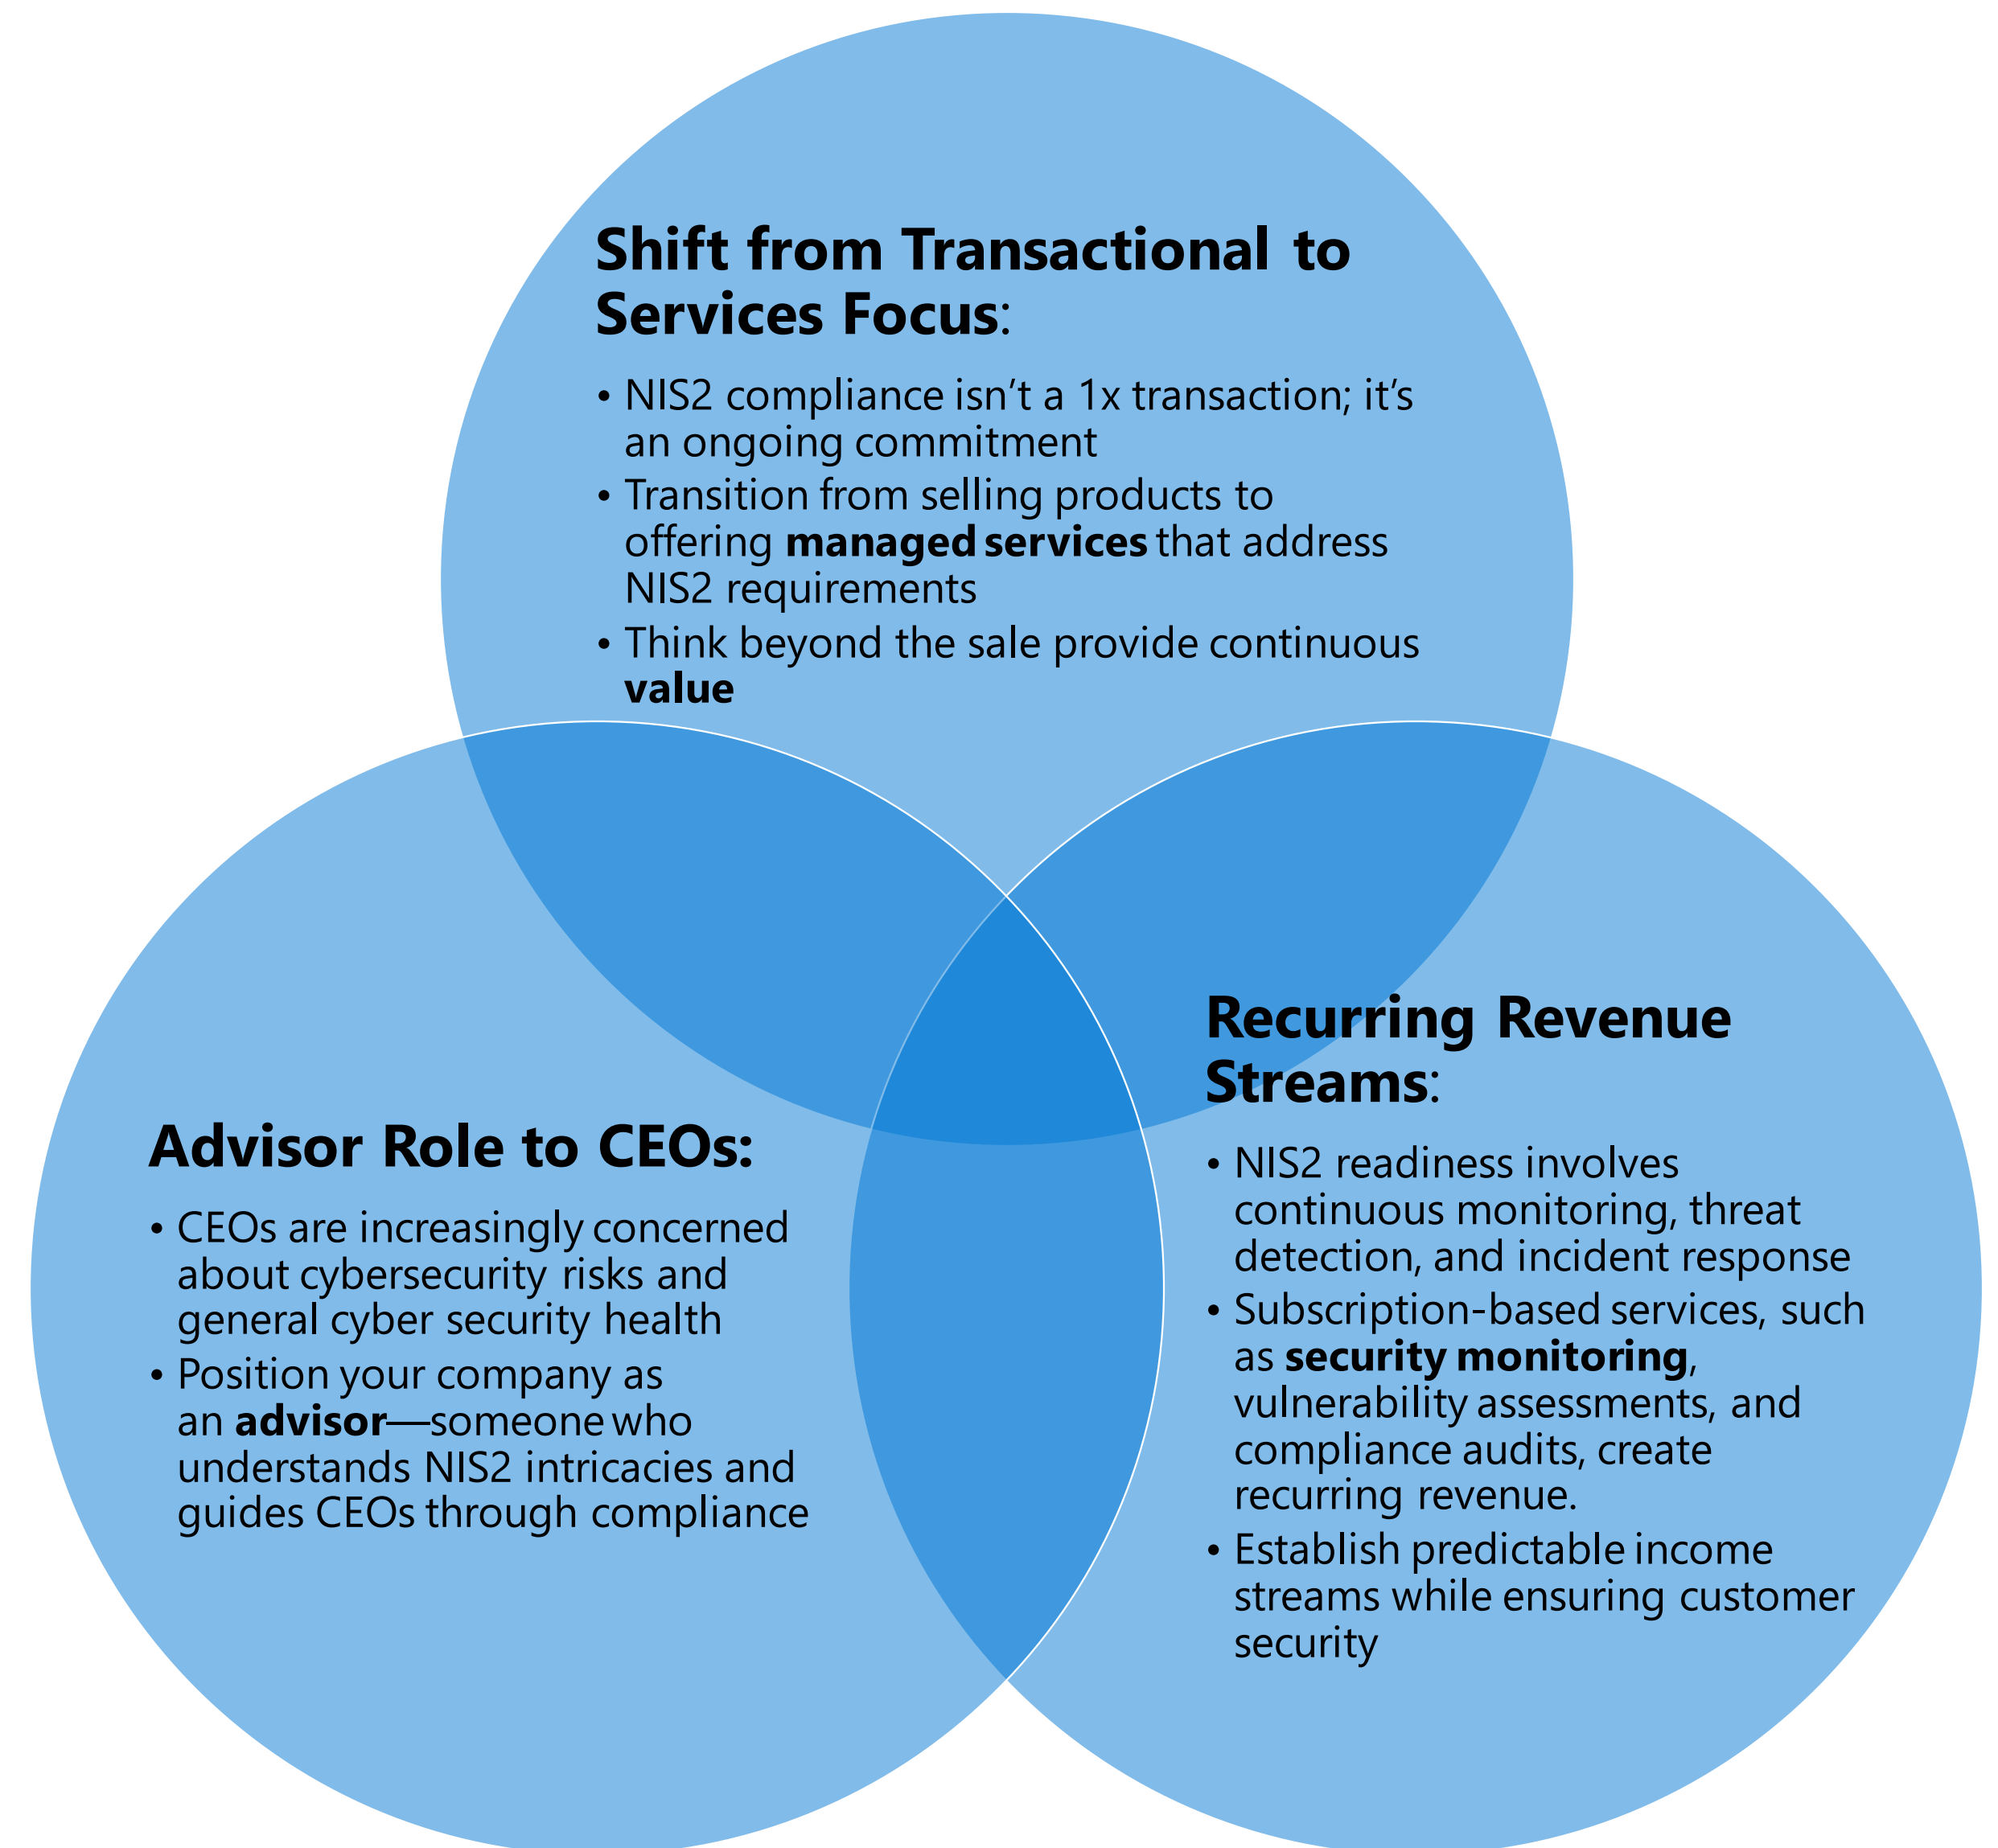 Shift from Transactional to
Services Focus:
• NIS2 compliance isn't a 1x transaction; it's
an ongoing commitment
• Transition from selling products to
offering managed services that address
NIS2 requirements
• Think beyond the sale provide continuous
value
Advisor Role to CEOs:
• CEOs are increasingly concerned
about cybersecurity risks and
general cyber security health
• Position your company as
an advisor—someone who
understands NIS2 intricacies and
guides CEOs through compliance
Recurring Revenue
Streams:
• NIS2 readiness involves
continuous monitoring, threat
detection, and incident response
• Subscription-based services, such
as security monitoring,
vulnerability assessments, and
compliance audits, create
recurring revenue.
• Establish predictable income
streams while ensuring customer
security